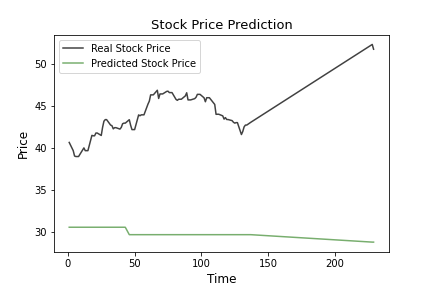 Stock Price Prediction
Real Stock Price
Predicted Stock Price
50
45
40
35
30
Price
0 50 100 150 200
Time